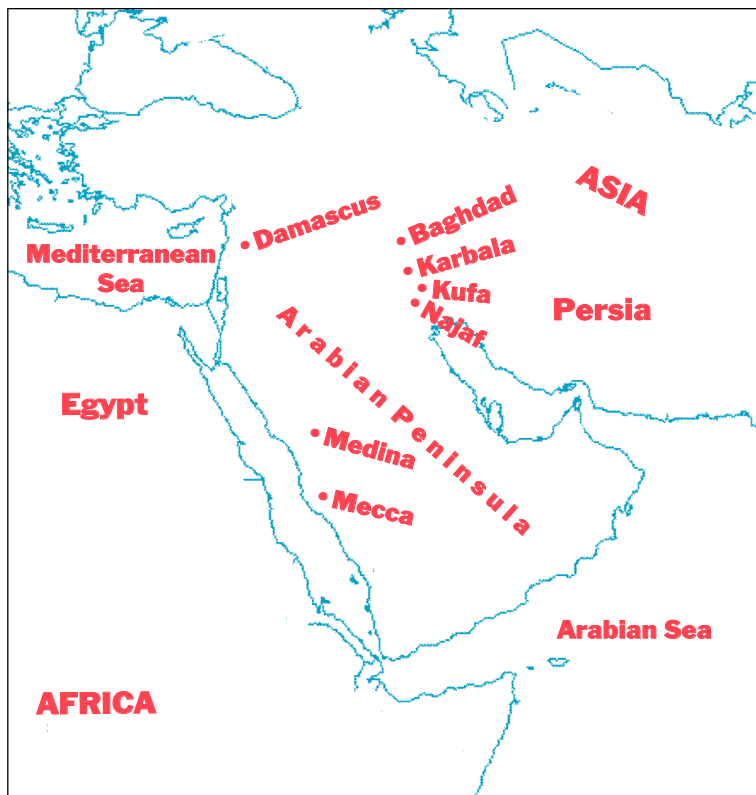 ASIA
Damascus
Baghdad
Mediterranean
Sea
Karbala
Kufa
Najaf
Persia
Arabian Peninsula
Egypt
Medina
Mecca
Arabian Sea
AFRICA